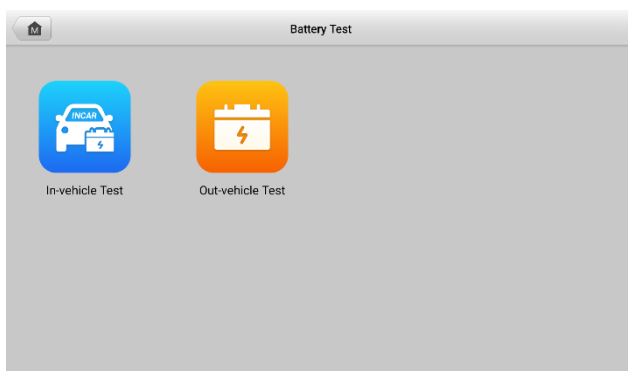 M
Battery Test
INCAR
In-vehicle Test
Out-vehicle Test